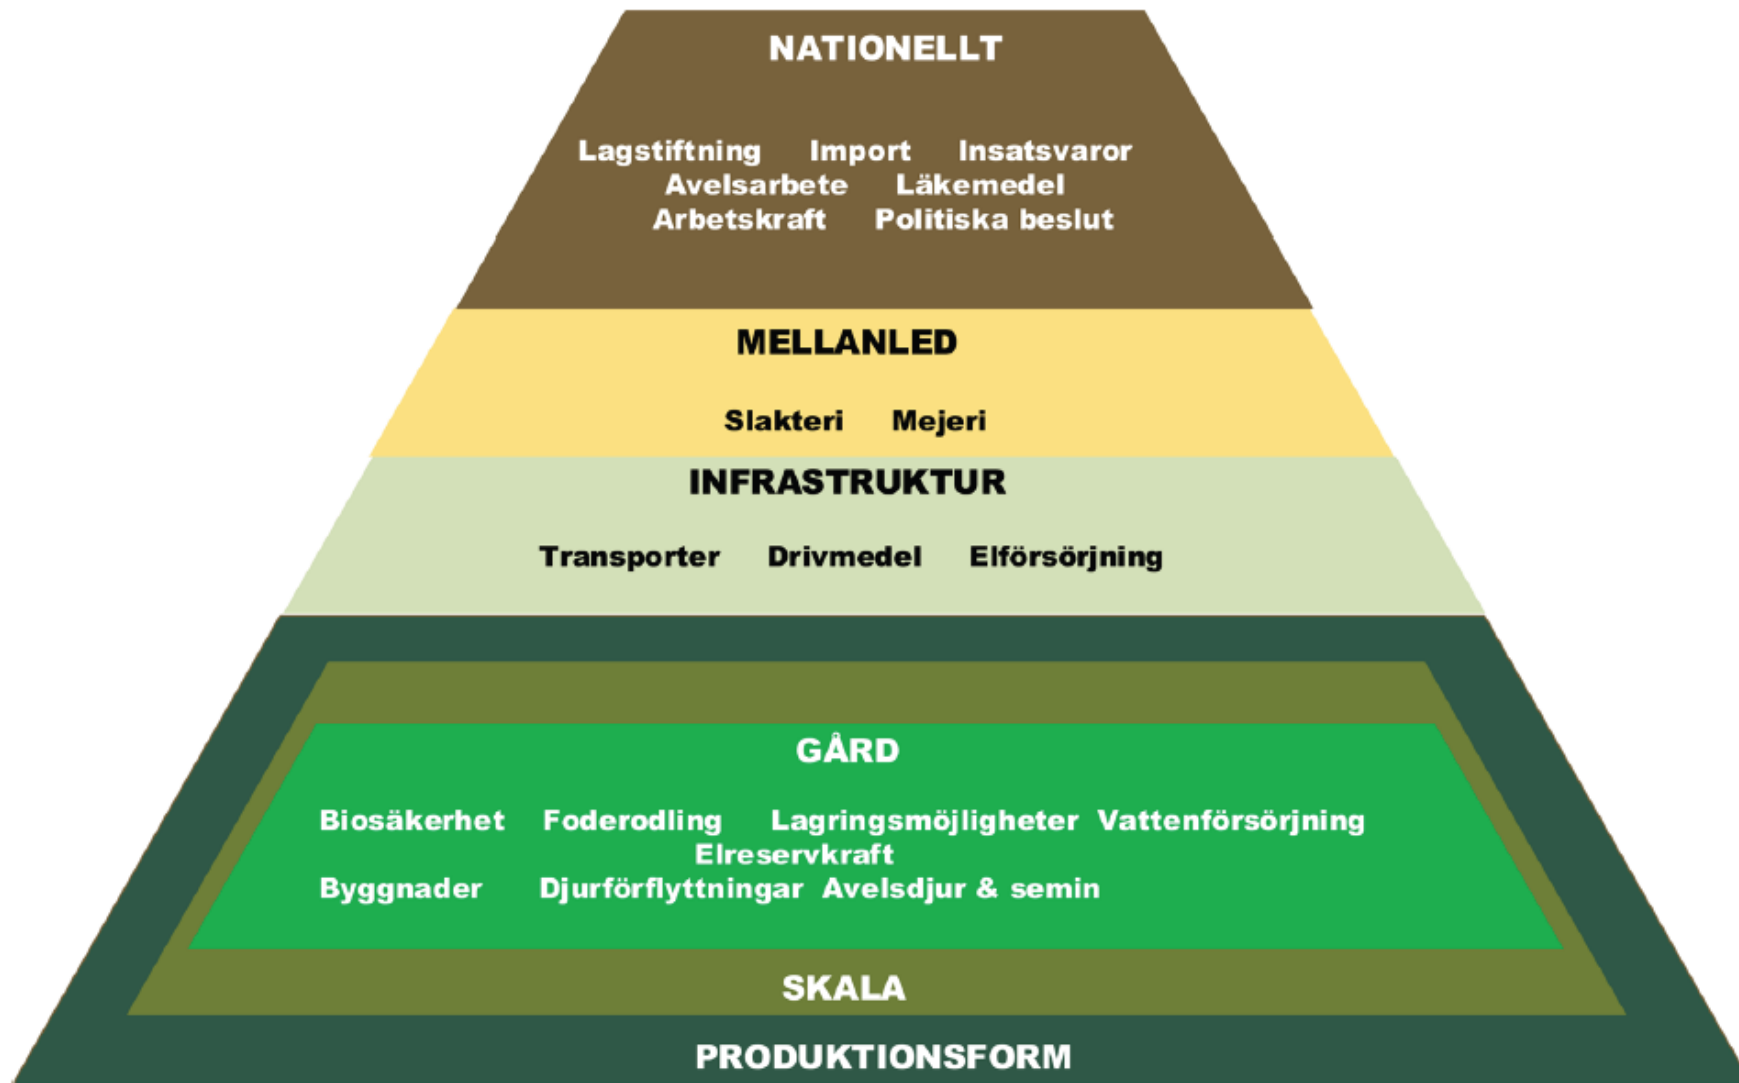 NATIONELLT
Lagstiftning Import Insatsvaror
Avelsarbete Läkemedel
Arbetskraft Politiska beslut
MELLANLED
Slakteri Mejeri
INFRASTRUKTUR
Transporter Drivmedel Elförsörjning
GÅRD
Biosäkerhet Foderodling Lagringsmöjligheter Vattenförsörjning
Elreservkraft
Byggnader Djurförflyttningar Avelsdjur & semin
SKALA
PRODUKTIONSFORM